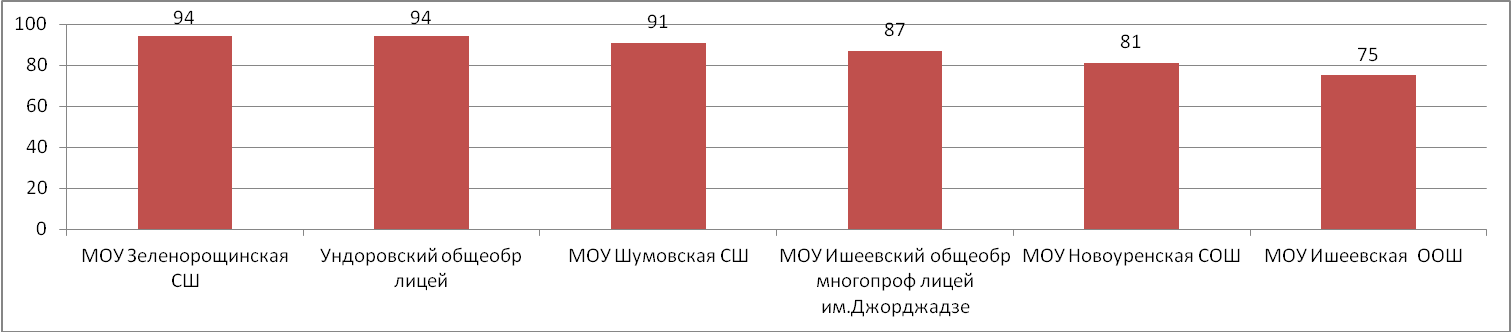 100
80
60
40
20
0
94
94
91
87
81
75
МОУ Зеленорощинская
СШ
Ундоровский общеобр
лицей
МОУ Шумовская СШ
МОУ Ишеевский общеобр
многопроф лицей
им.Джорджадзе
МОУ Новоуренская СОШ
МОУ Ишеевская  ООШ